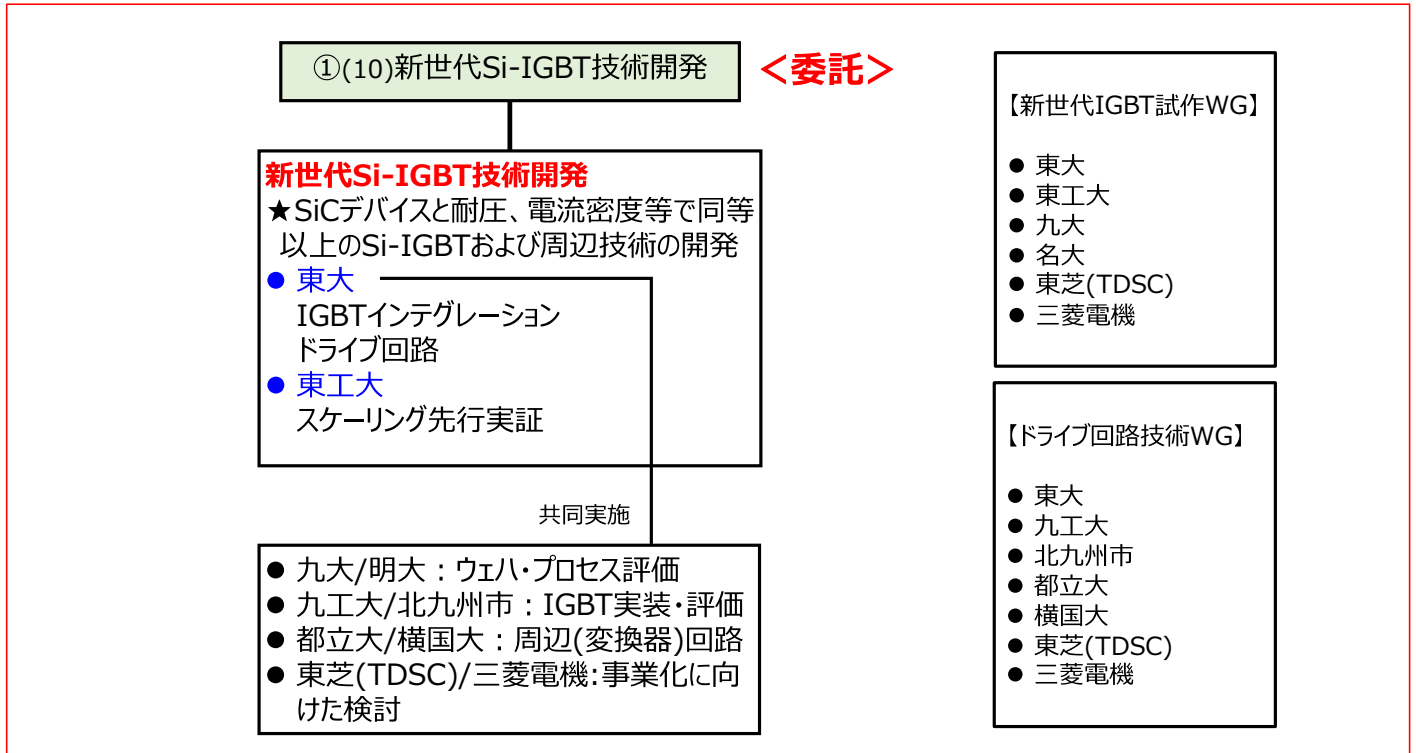 ①(10)新世代Si-IGBT技術開発
＜委託＞
新世代Si-IGBT技術開発
★SiCデバイスと耐圧、電流密度等で同等
以上のSi-IGBTおよび周辺技術の開発
● 東大
IGBTインテグレーション
ドライブ回路
● 東工大
スケーリング先行実証
共同実施
● 九大/明大：ウェハ・プロセス評価
● 九工大/北九州市：IGBT実装・評価
● 都立大/横国大：周辺(変換器)回路
● 東芝(TDSC)/三菱電機:事業化に向
けた検討
【新世代IGBT試作WG】
● 東大
● 東工大
● 九大
● 名大
● 東芝(TDSC)
● 三菱電機
【ドライブ回路技術WG】
● 東大
● 九工大
● 北九州市
● 都立大
● 横国大
● 東芝(TDSC)
● 三菱電機